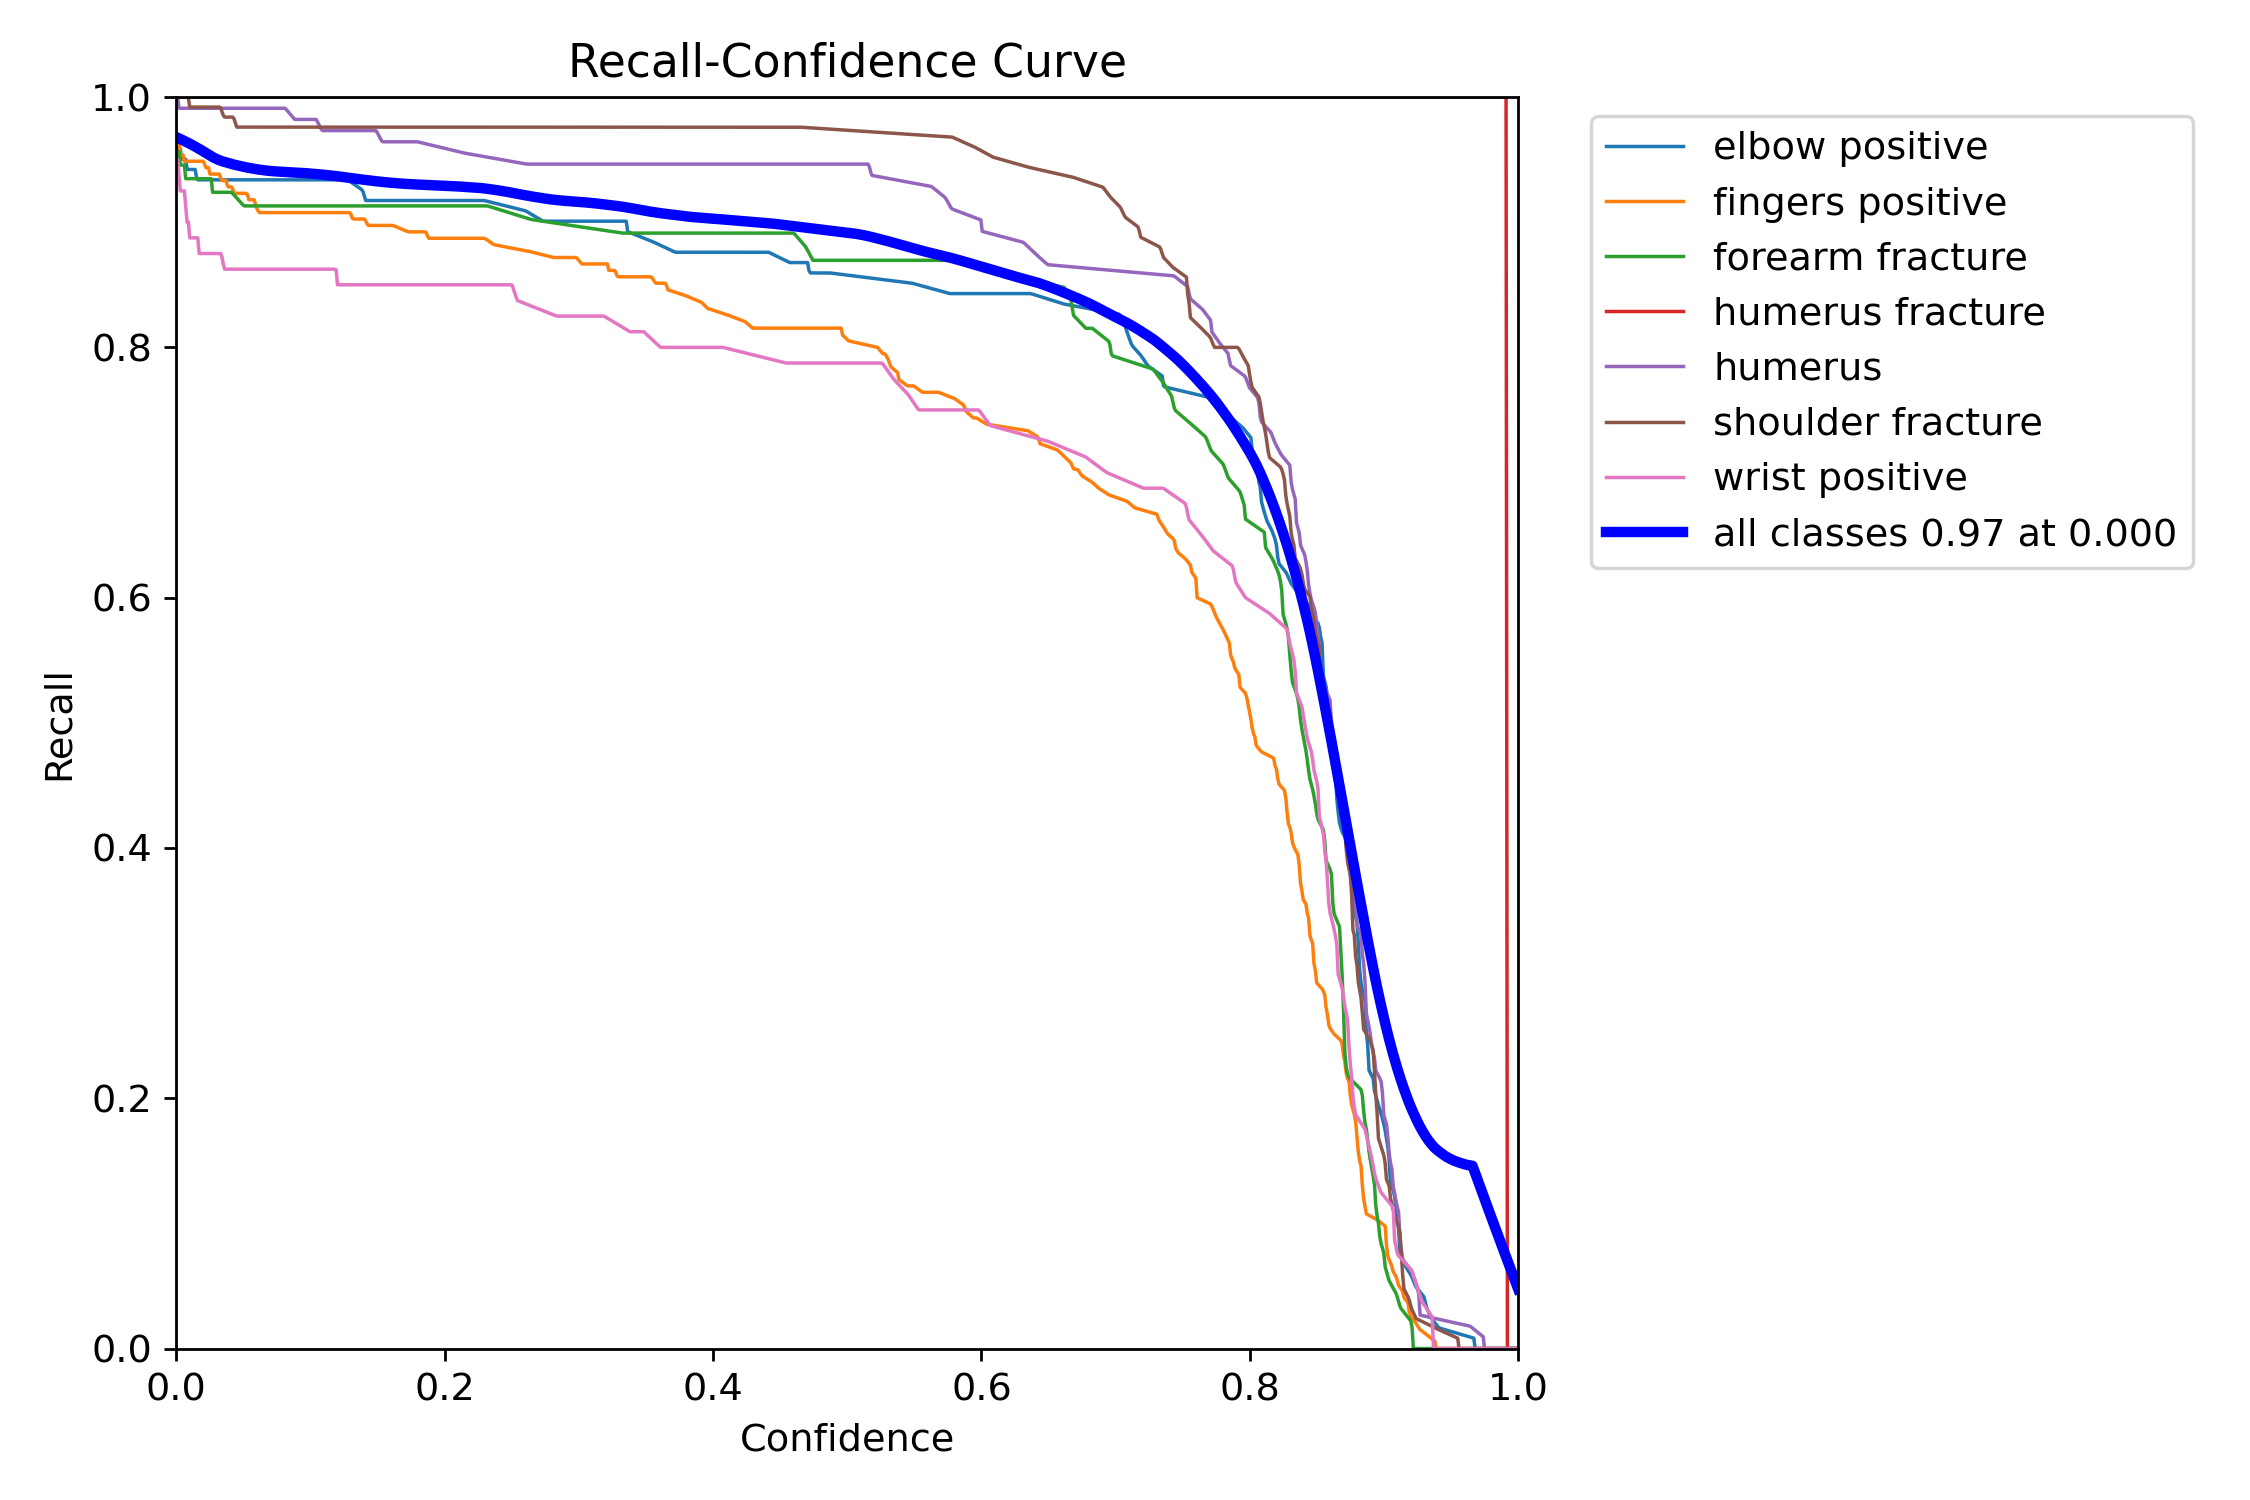 Recall-Confidence Curve
1.0
0.8
0.6
0.4
0.2
0.0
Recall
0.0 0.2 0.4 0.6 0.8 1.0
Confidence
elbow positive
fingers positive
forearm fracture
humerus fracture
humerus
shoulder fracture
wrist positive
all classes 0.97 at 0.000